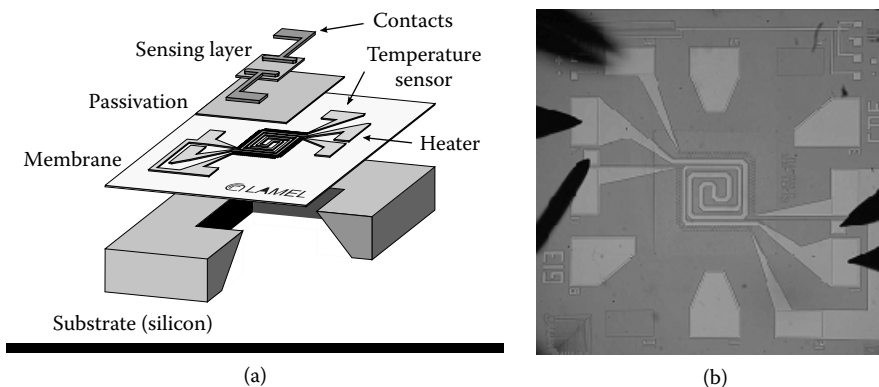 Contacts
Sensing layer
Temperature
sensor
Passivation
Heater
Membrane
© LAMEL
Substrate (silicon)
(a)
(b)